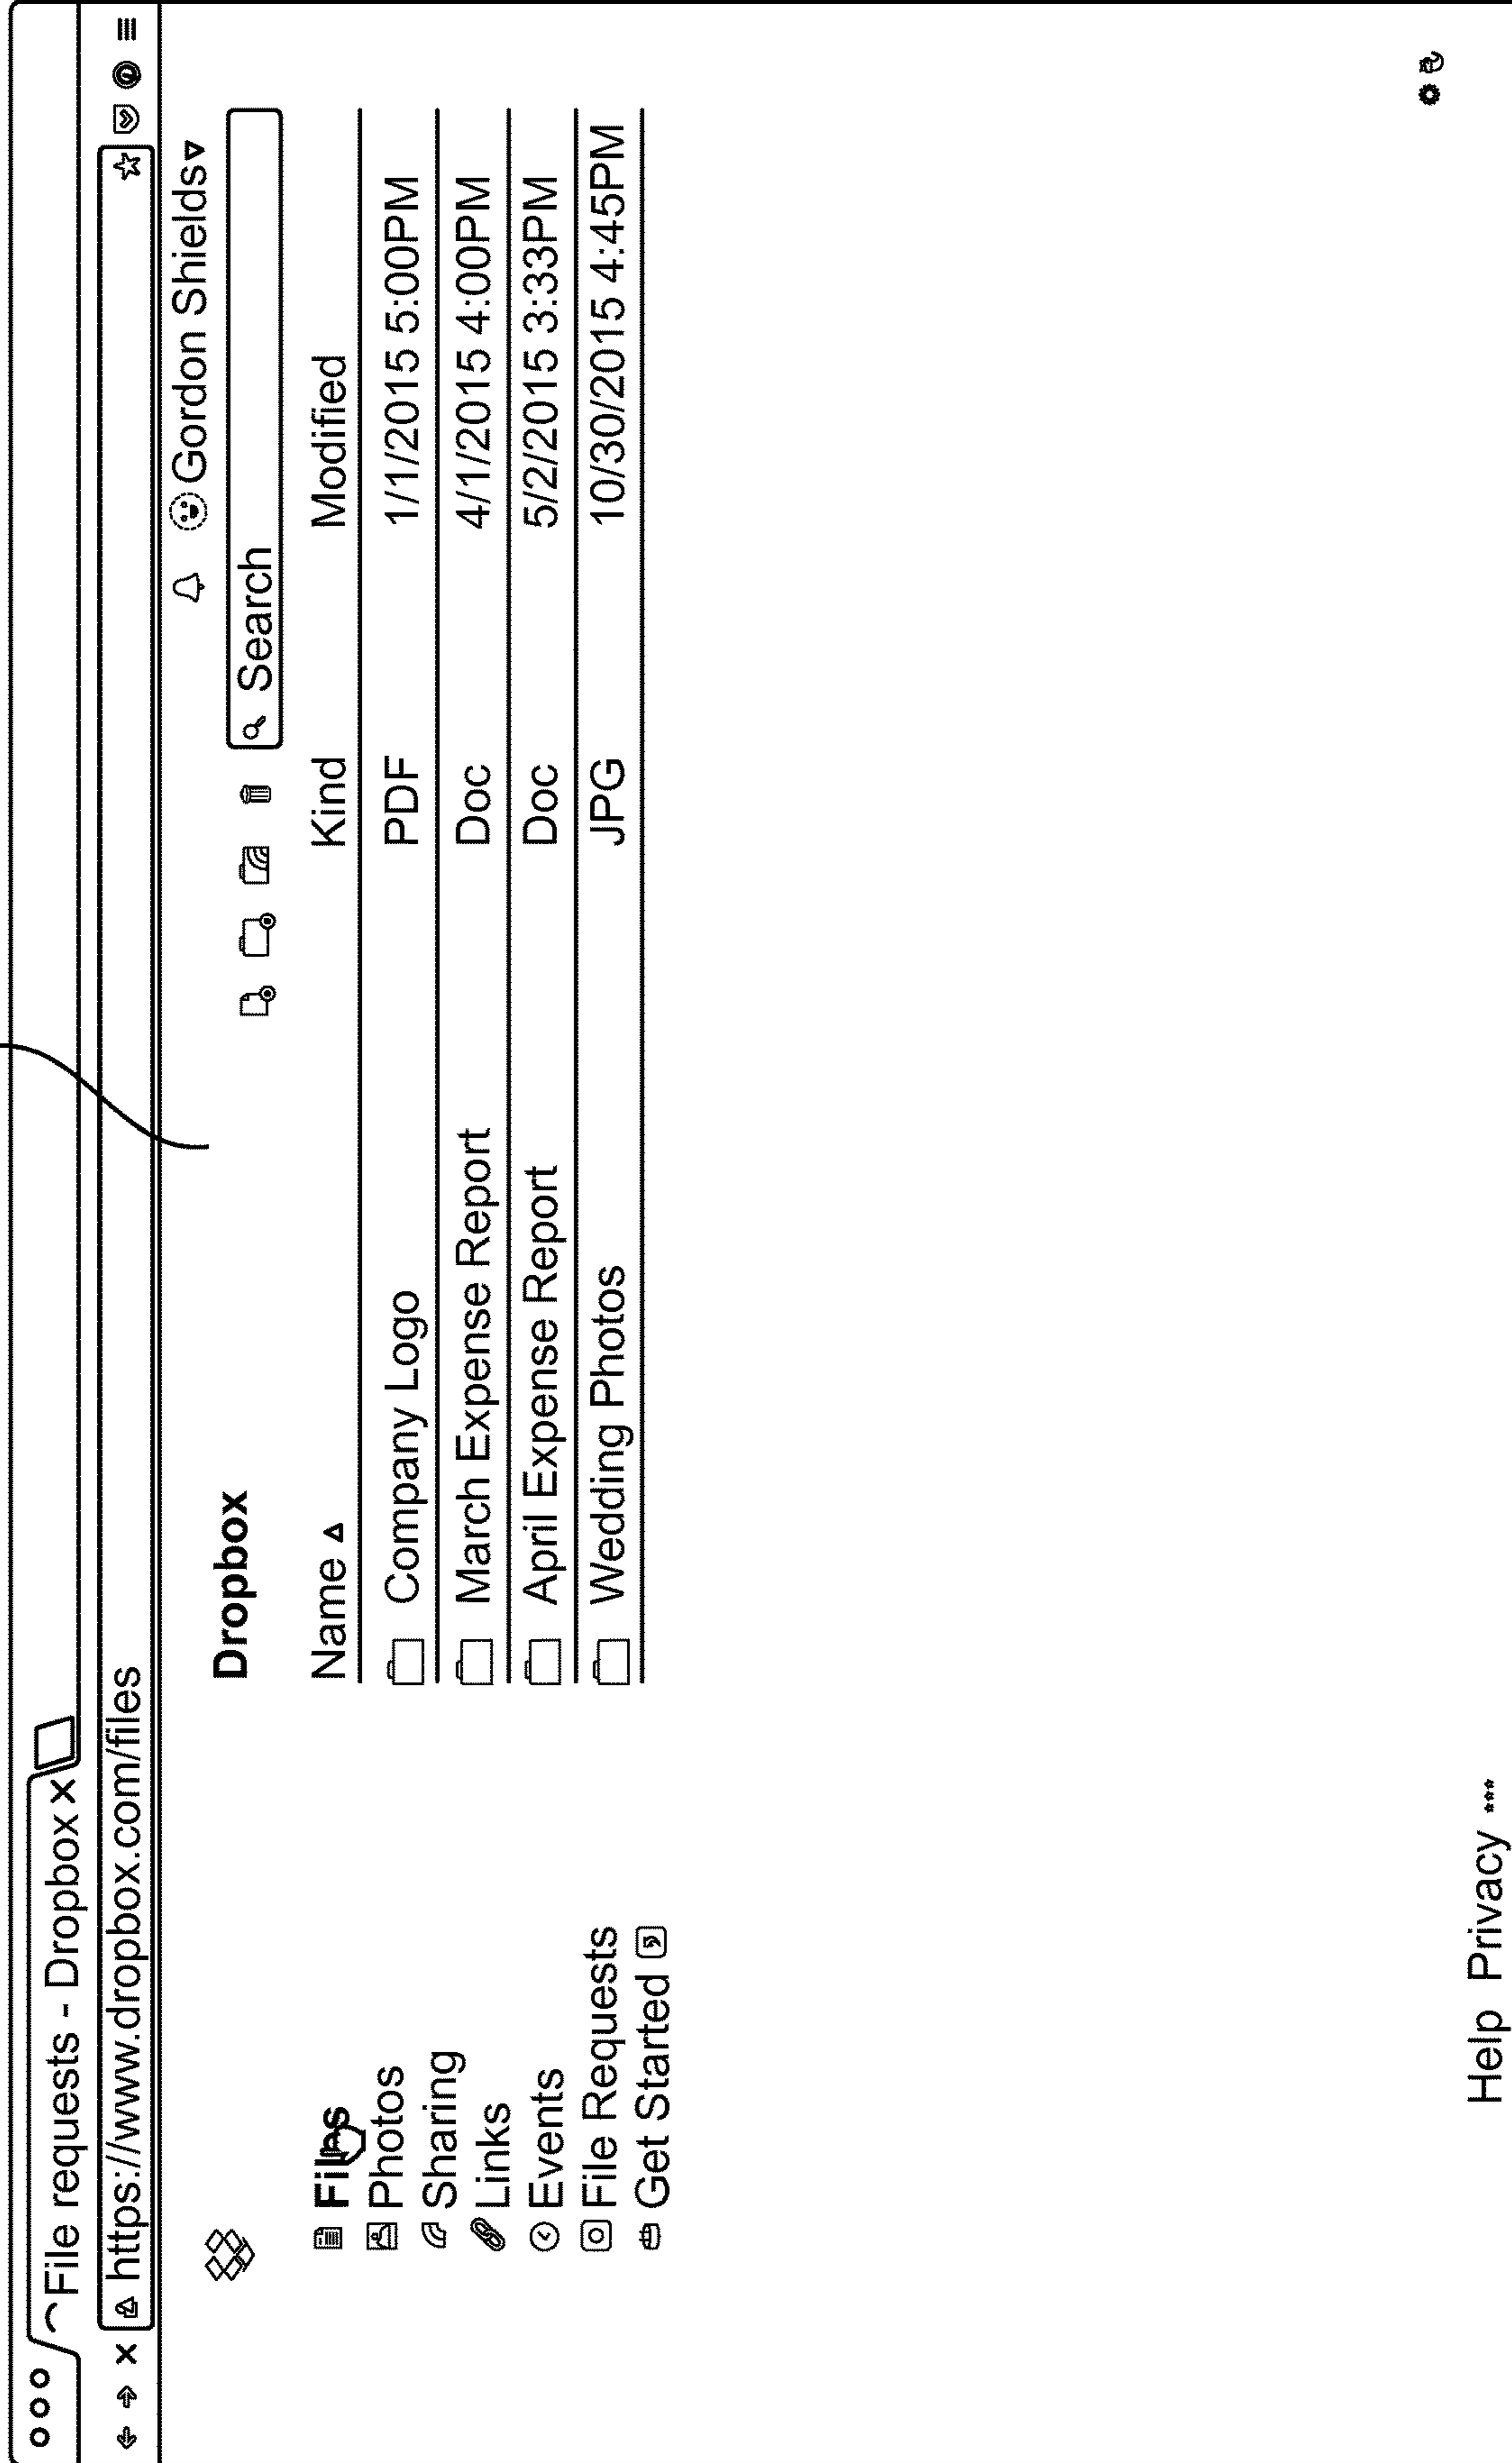 File requests - Dropbox
https://www.dropbox.com/files
Gordon Shields
Dropbox
Search
Name Kind Modified
Company Logo PDF 1/1/2015 5:00PM
March Expense Report Doc 4/1/2015 4:00PM
April Expense Report Doc 5/2/2015 3:33PM
Wedding Photos JPG 10/30/2015 4:45PM
Files
Photos
Sharing
Links
Events
File Requests
Get Started
Help Privacy